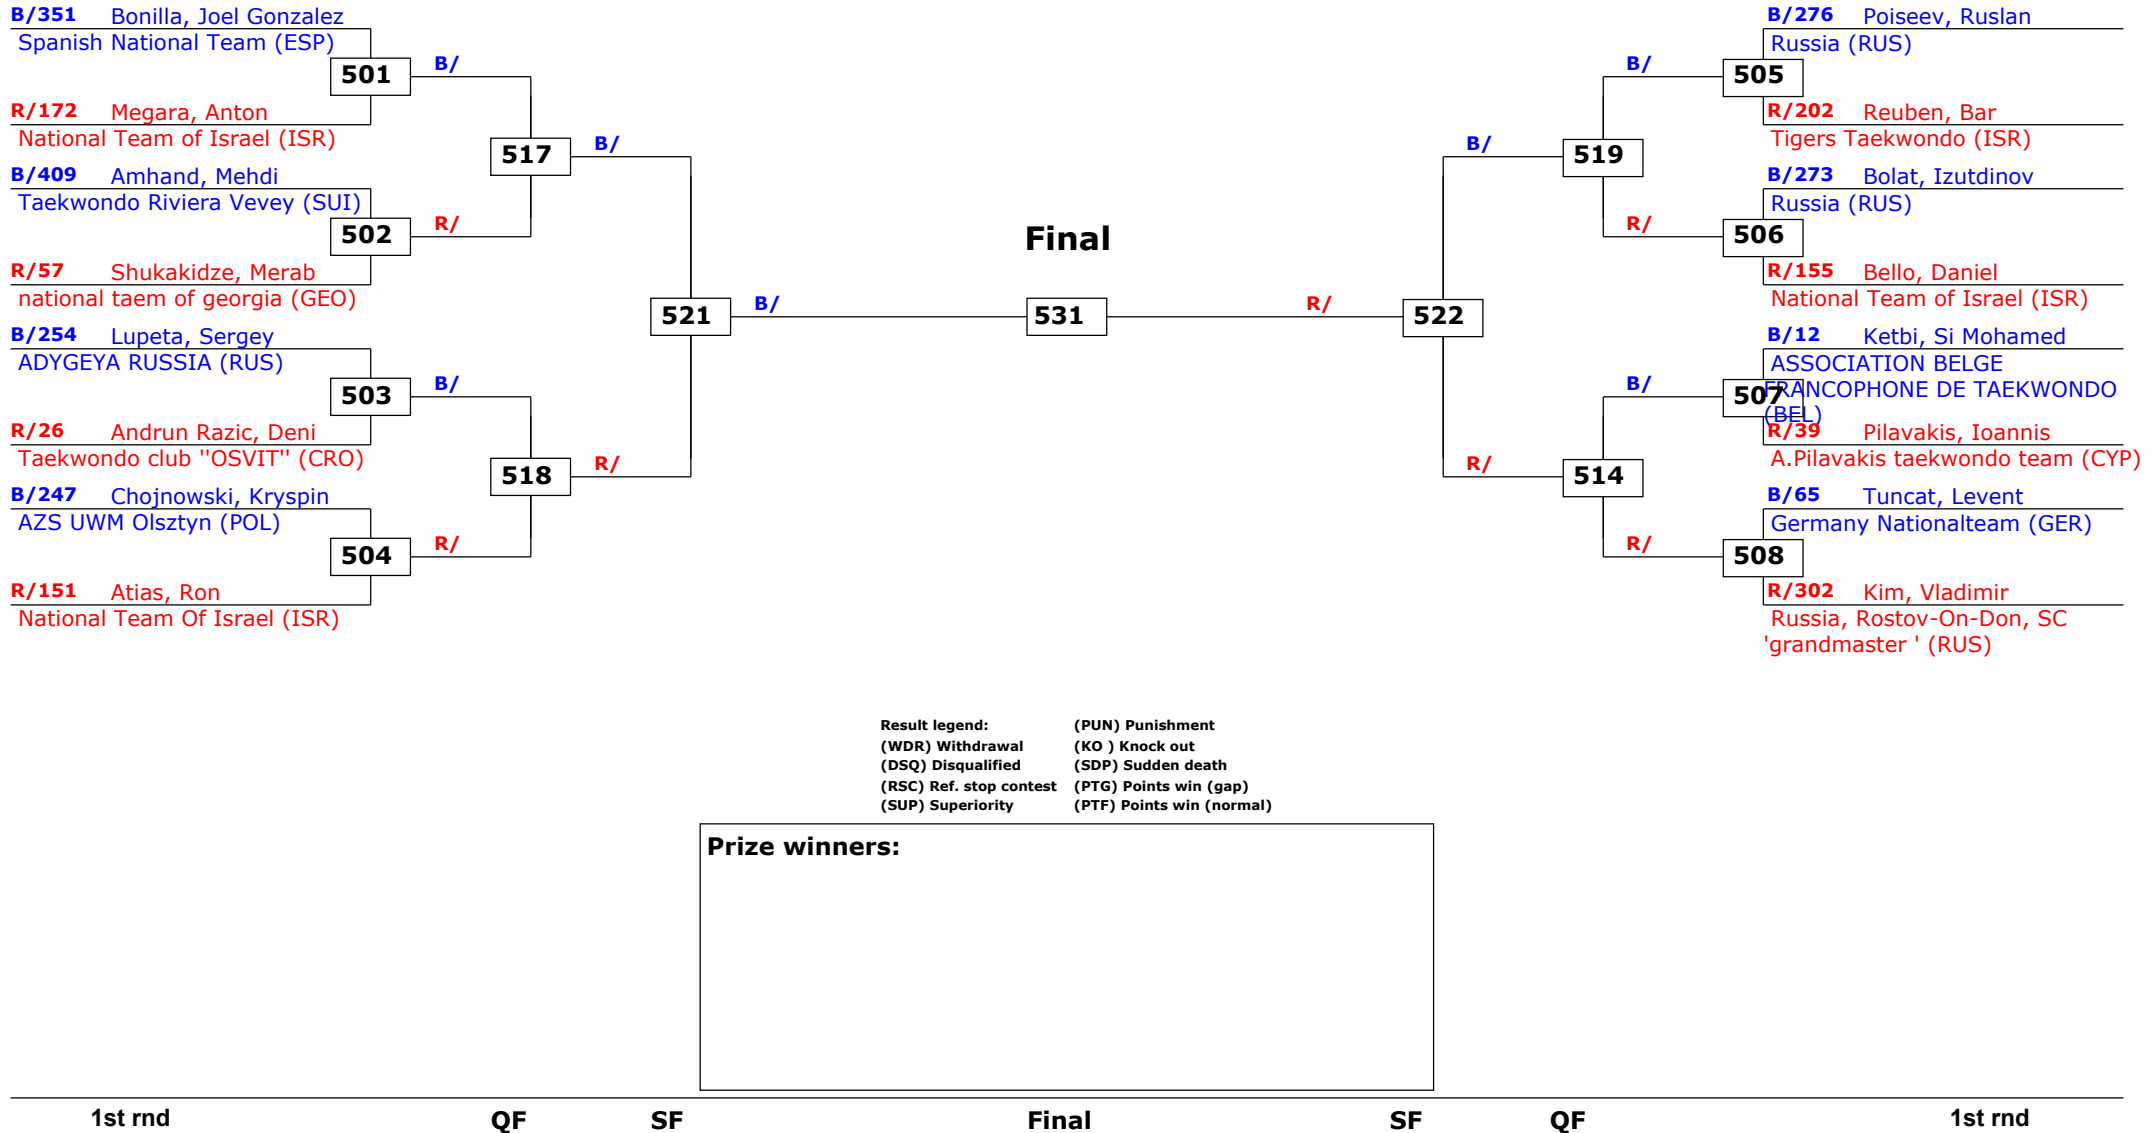 B/351 Bonilla, Joel Gonzalez
Spanish National Team (ESP)
501
B/
R/172 Megara, Anton
National Team of Israel (ISR)
517
B/
B/409 Amhand, Mehdi
Taekwondo Riviera Vevey (SUI)
502
R/
R/57 Shukakidze, Merab
national taem of georgia (GEO)
521
B/
B/254 Lupeta, Sergey
ADYGEYA RUSSIA (RUS)
503
B/
R/26 Andrun Razic, Deni
Taekwondo club "OSVIT" (CRO)
518
R/
B/247 Chojnowski, Kryspin
AZS UWM Olsztyn (POL)
504
R/
R/151 Atias, Ron
National Team Of Israel (ISR)
Final
531
B/276 Poiseev, Ruslan
Russia (RUS)
B/
505
R/202 Reuben, Bar
Tigers Taekwondo (ISR)
B/
519
B/273 Bolat, Izutdinov
Russia (RUS)
R/
506
R/155 Bello, Daniel
National Team of Israel (ISR)
R/
522
B/12 Ketbi, Si Mohamed
ASSOCIATION BELGE
FRANCOPHONE DE TAEKWONDO
(BEL)
B/
507
R/39 Pilavakis, Ioannis
A.Pilavakis taekwondo team (CYP)
R/
514
B/65 Tuncat, Levent
Germany Nationalteam (GER)
R/
508
R/302 Kim, Vladimir
Russia, Rostov-On-Don, SC
'grandmaster ' (RUS)
Result legend: (PUN) Punishment
(WDR) Withdrawal (KO ) Knock out
(DSQ) Disqualified (SDP) Sudden death
(RSC) Ref. stop contest (PTG) Points win (gap)
(SUP) Superiority (PTF) Points win (normal)
Prize winners:
1st rnd QF SF Final SF QF 1st rnd